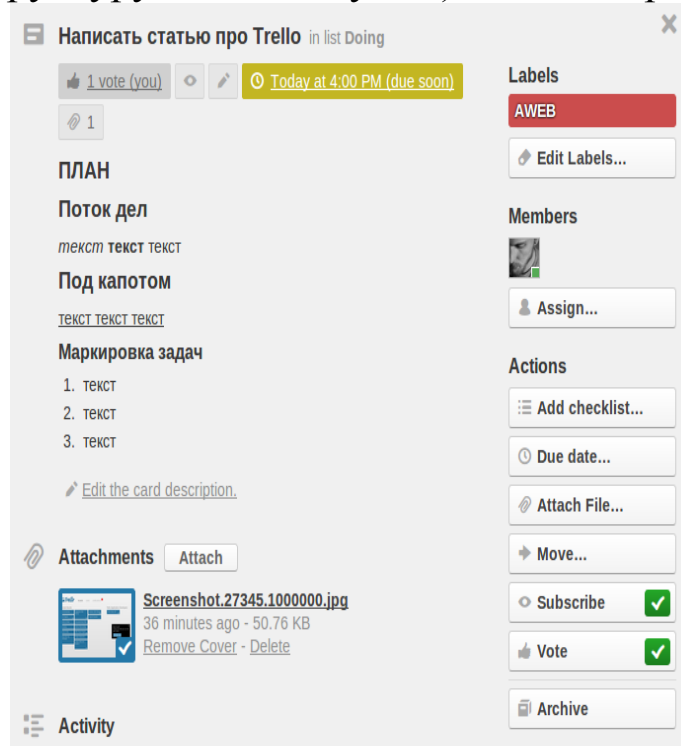 Написать статью про Trello in list Doing
1 vote (you)
Today at 4:00 PM (due soon)
1
ПЛАН
Поток дел
текст текст текст
Под капотом
текст текст текст
Маркировка задач
1. текст
2. текст
3. текст
Edit the card description.
Attachments Attach
Screenshot.27345.1000000.jpg
36 minutes ago - 50.76 KB
Remove Cover - Delete
Activity
Labels
AWEB
Edit Labels...
Members
Assign...
Actions
Add checklist...
Due date...
Attach File...
Move...
Subscribe
Vote
Archive